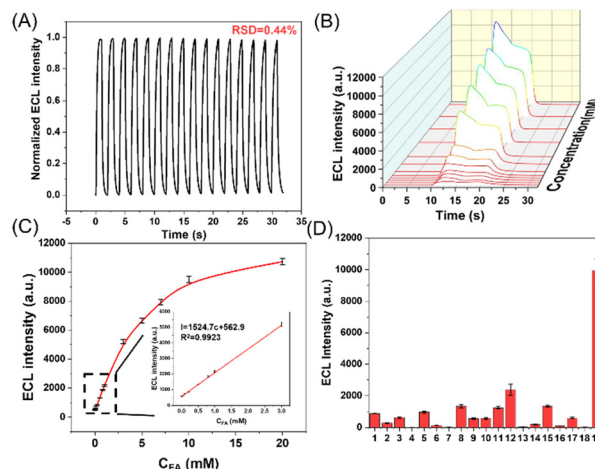 (A)
RSD=0.44%
Normalized ECL intensity
1.0
0.8
0.6
0.4
0.2
0.0
-5 0 5 10 15 20 25 30 35
Time (s)
(B)
ECL intensity (a.u.)
12000
10000
8000
6000
4000
2000
0
0 5 10 15 20 25 30
Time (s)
Concentration(mM)
(C)
ECL intensity (a.u.)
12000
10000
8000
6000
4000
2000
0
0 5 10 15 20
C_FA (mM)
I=1524.7c+562.9
R²=0.9923
ECL Intensity (a.u.)
6000
5000
4000
3000
2000
1000
0
0.0 0.5 1.0 1.5 2.0 2.5 3.0
C_FA (mM)
(D)
ECL Intensity (a.u.)
12000
10000
8000
6000
4000
2000
0
1 2 3 4 5 6 7 8 9 10 11 12 13 14 15 16 17 18